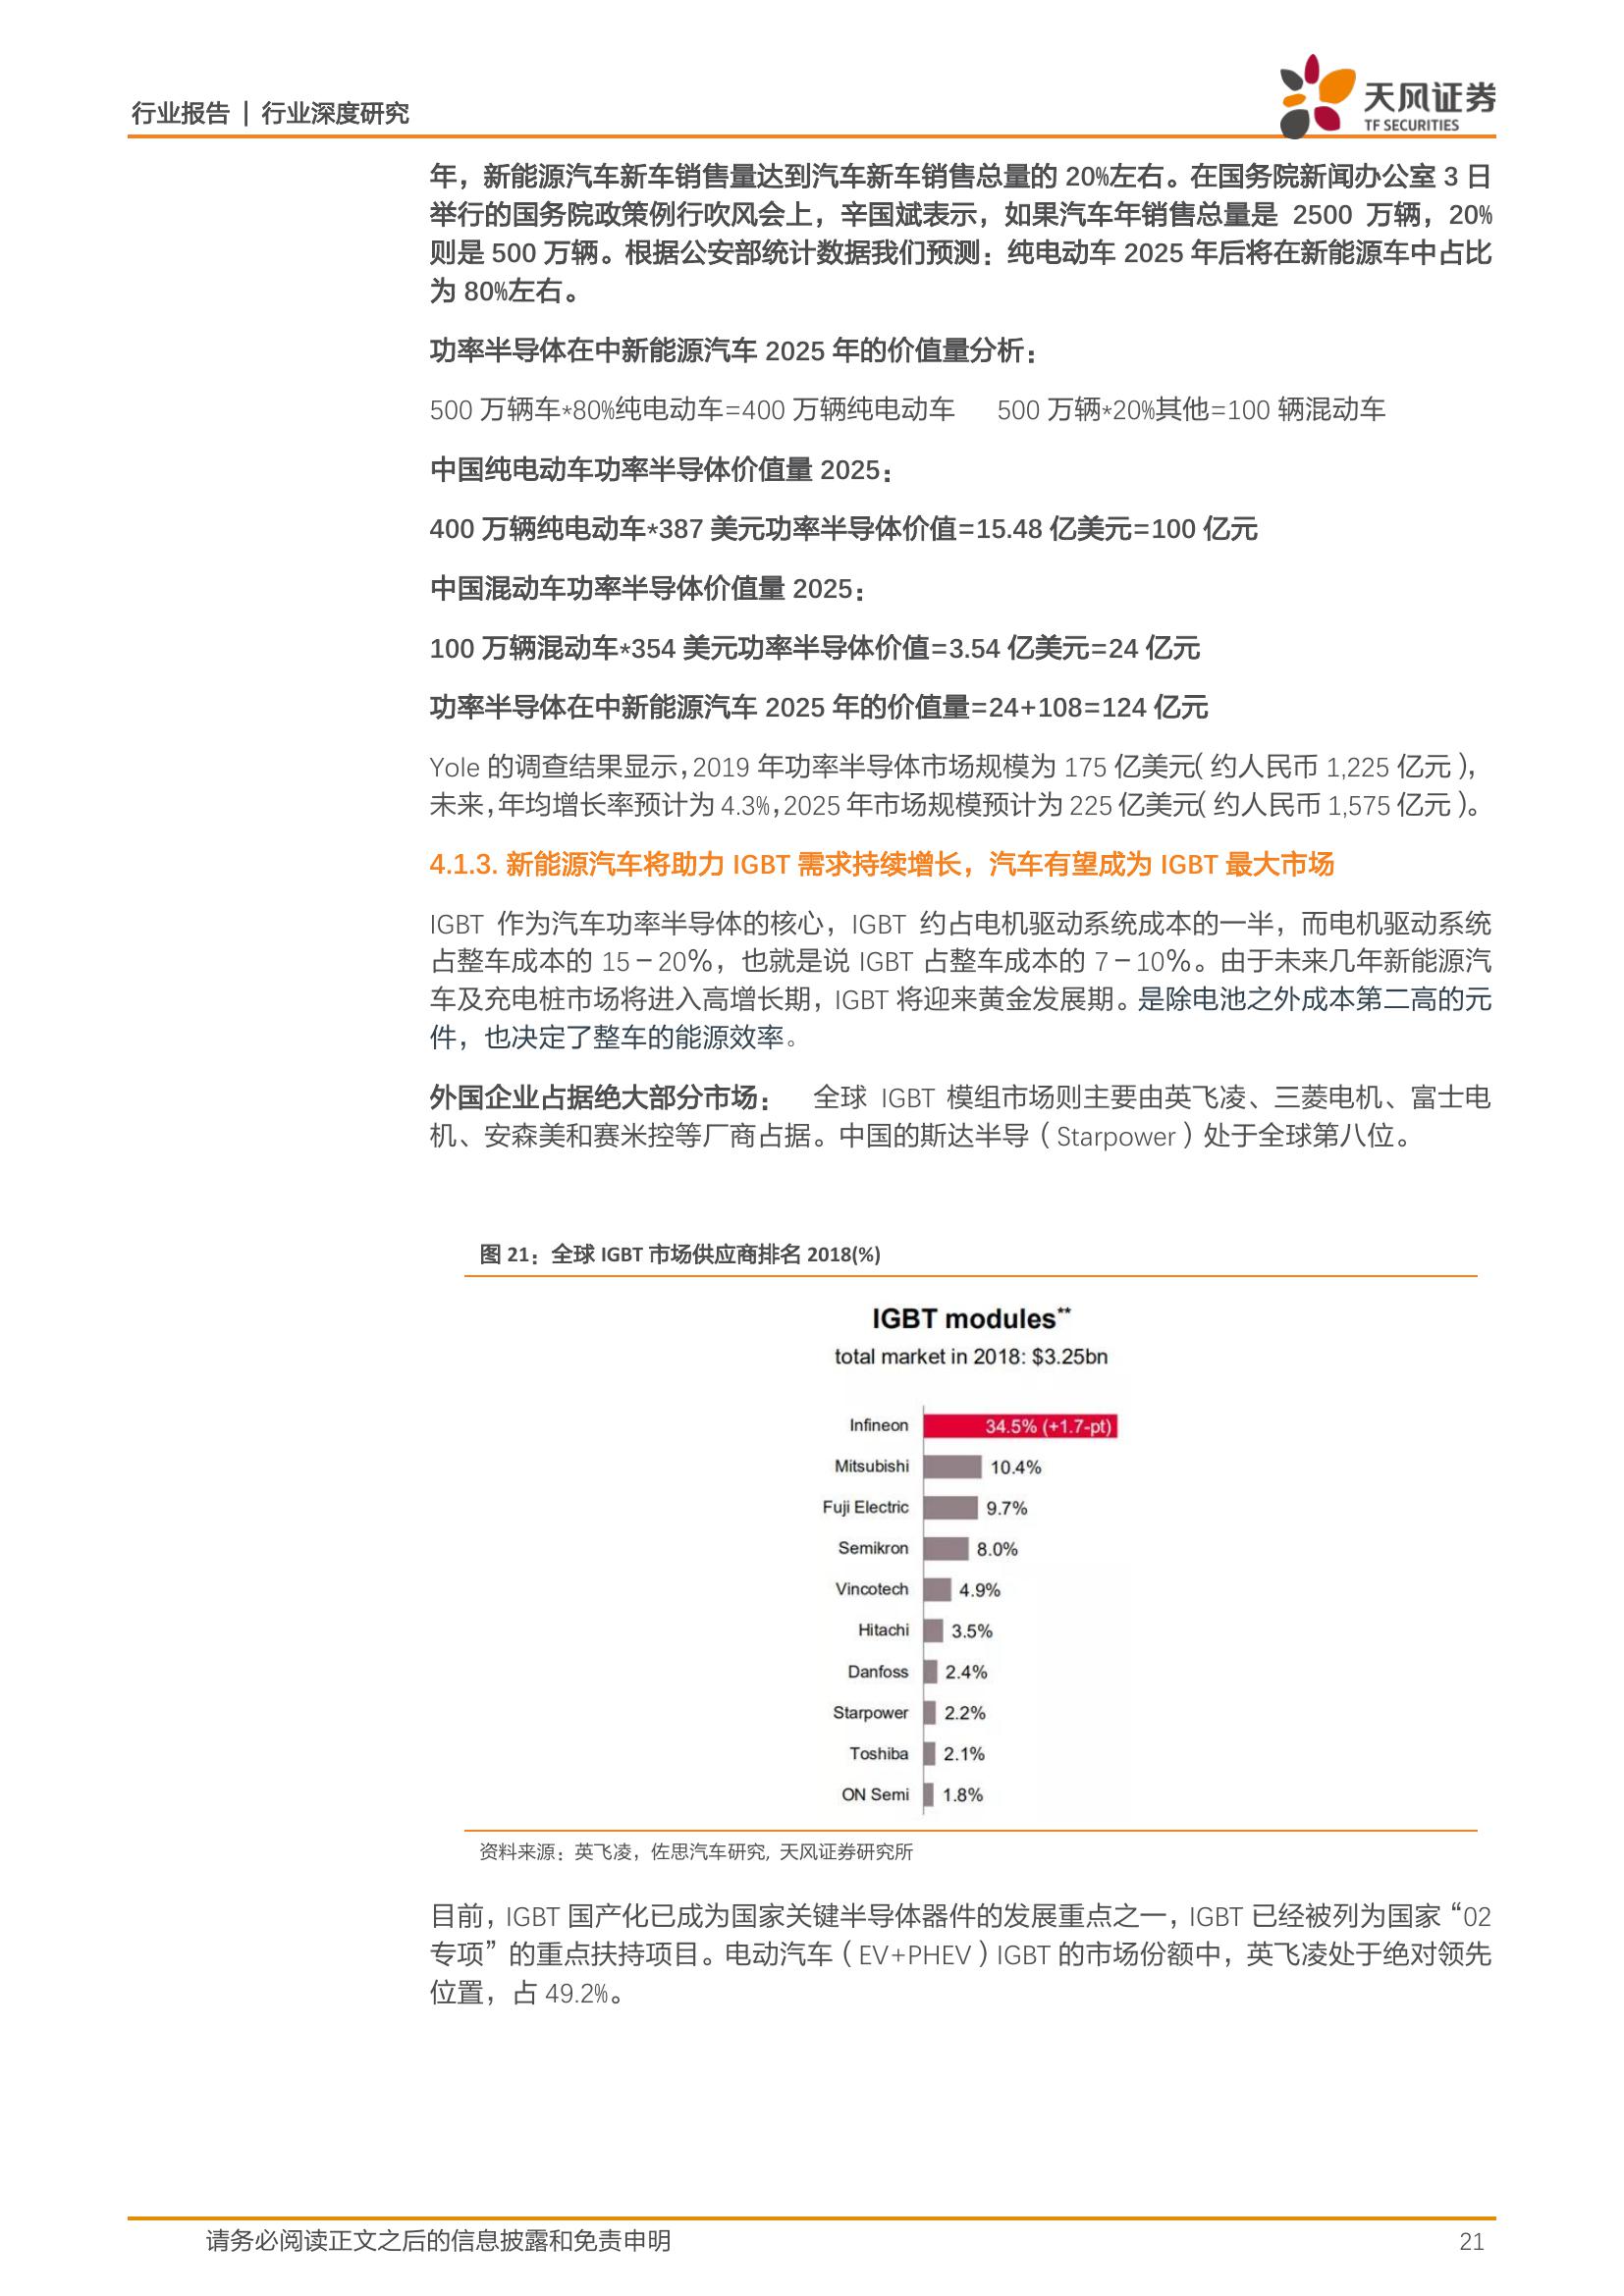 行业报告 | 行业深度研究
天风证券
TF SECURITIES
年，新能源汽车新车销售量达到汽车新车销售总量的 20%左右。在国务院新闻办公室 3 日
举行的国务院政策例行吹风会上，辛国斌表示，如果汽车年销售总量是 2500 万辆，20%
则是 500 万辆。根据公安部统计数据我们预测：纯电动车 2025 年后将在新能源车中占比
为 80%左右。
功率半导体在中新能源汽车 2025 年的价值量分析：
500 万辆车*80%纯电动车=400 万辆纯电动车 500 万辆*20%其他=100 辆混动车
中国纯电动车功率半导体价值量 2025：
400 万辆纯电动车*387 美元功率半导体价值=15.48 亿美元=100 亿元
中国混动车功率半导体价值量 2025：
100 万辆混动车*354 美元功率半导体价值=3.54 亿美元=24 亿元
功率半导体在中新能源汽车 2025 年的价值量=24+108=124 亿元
Yole 的调查结果显示，2019 年功率半导体市场规模为 175 亿美元（约人民币 1,225 亿元），
未来，年均增长率预计为 4.3%，2025 年市场规模预计为 225 亿美元（约人民币 1,575 亿元）。
4.1.3. 新能源汽车将助力 IGBT 需求持续增长，汽车有望成为 IGBT 最大市场
IGBT 作为汽车功率半导体的核心，IGBT 约占电机驱动系统成本的一半，而电机驱动系统
占整车成本的 15－20%，也就是说 IGBT 占整车成本的 7－10%。由于未来几年新能源汽
车及充电桩市场将进入高增长期，IGBT 将迎来黄金发展期。是除电池之外成本第二高的元
件，也决定了整车的能源效率。
外国企业占据绝大部分市场： 全球 IGBT 模组市场则主要由英飞凌、三菱电机、富士电
机、安森美和赛米控等厂商占据。中国的斯达半导（Starpower）处于全球第八位。
图 21：全球 IGBT 市场供应商排名 2018(%)
IGBT modules**
total market in 2018: $3.25bn
Infineon 34.5% (+1.7-pt)
Mitsubishi 10.4%
Fuji Electric 9.7%
Semikron 8.0%
Vincotech 4.9%
Hitachi 3.5%
Danfoss 2.4%
Starpower 2.2%
Toshiba 2.1%
ON Semi 1.8%
资料来源：英飞凌，佐思汽车研究, 天风证券研究所
目前，IGBT 国产化已成为国家关键半导体器件的发展重点之一，IGBT 已经被列为国家“02
专项”的重点扶持项目。电动汽车（EV+PHEV）IGBT 的市场份额中，英飞凌处于绝对领先
位置，占 49.2%。
请务必阅读正文之后的信息披露和免责申明
21